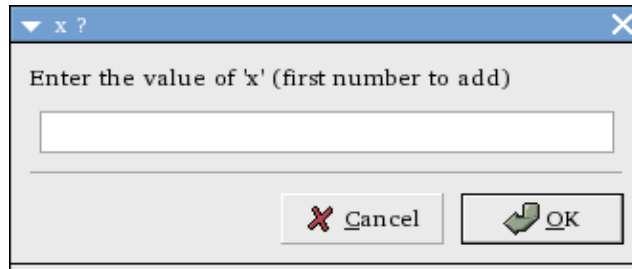 x ?
Enter the value of 'x' (first number to add)
Cancel
OK